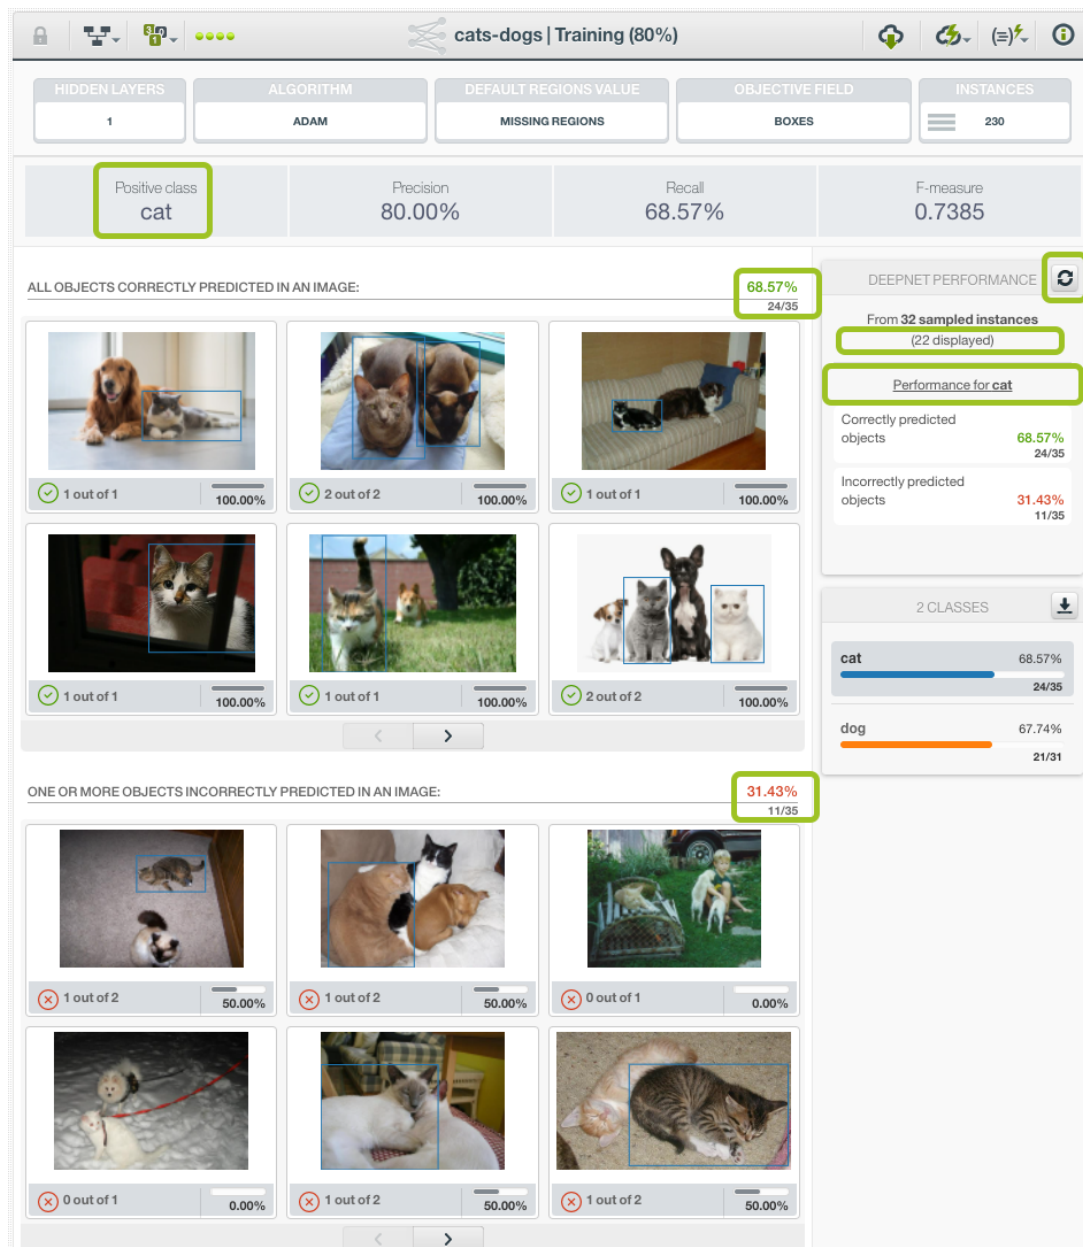 cats-dogs | Training (80%)
HIDDEN LAYERS
1
ALGORITHM
ADAM
DEFAULT REGIONS VALUE
MISSING REGIONS
OBJECTIVE FIELD
BOXES
INSTANCES
230
Positive class
cat
Precision
80.00%
Recall
68.57%
F-measure
0.7385
ALL OBJECTS CORRECTLY PREDICTED IN AN IMAGE:
68.57%
24/35
1 out of 1
100.00%
2 out of 2
100.00%
1 out of 1
100.00%
1 out of 1
100.00%
1 out of 1
100.00%
2 out of 2
100.00%
ONE OR MORE OBJECTS INCORRECTLY PREDICTED IN AN IMAGE:
31.43%
11/35
1 out of 2
50.00%
1 out of 2
50.00%
0 out of 1
0.00%
0 out of 1
0.00%
1 out of 2
50.00%
1 out of 2
50.00%
DEEPNET PERFORMANCE
From 32 sampled instances
(22 displayed)
Performance for cat
Correctly predicted
objects
68.57%
24/35
Incorrectly predicted
objects
31.43%
11/35
2 CLASSES
cat
68.57%
24/35
dog
67.74%
21/31